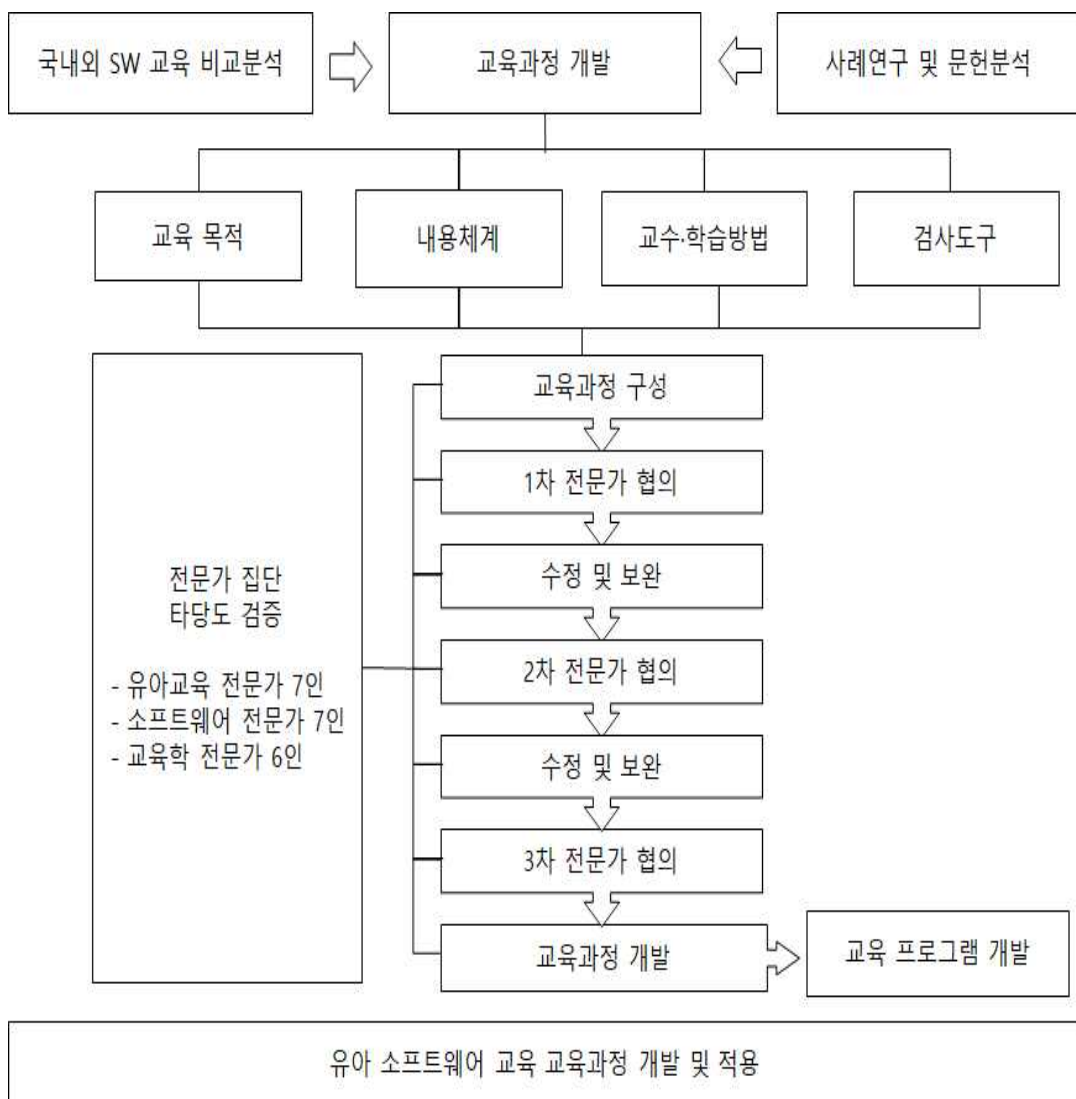 국내외 SW 교육 비교분석
교육과정 개발
사례연구 및 문헌분석
교육 목적
내용체계
교수·학습방법
검사도구
전문가 집단
타당도 검증
- 유아교육 전문가 7인
- 소프트웨어 전문가 7인
- 교육학 전문가 6인
교육과정 구성
1차 전문가 협의
수정 및 보완
2차 전문가 협의
수정 및 보완
3차 전문가 협의
교육과정 개발
교육 프로그램 개발
유아 소프트웨어 교육 교육과정 개발 및 적용